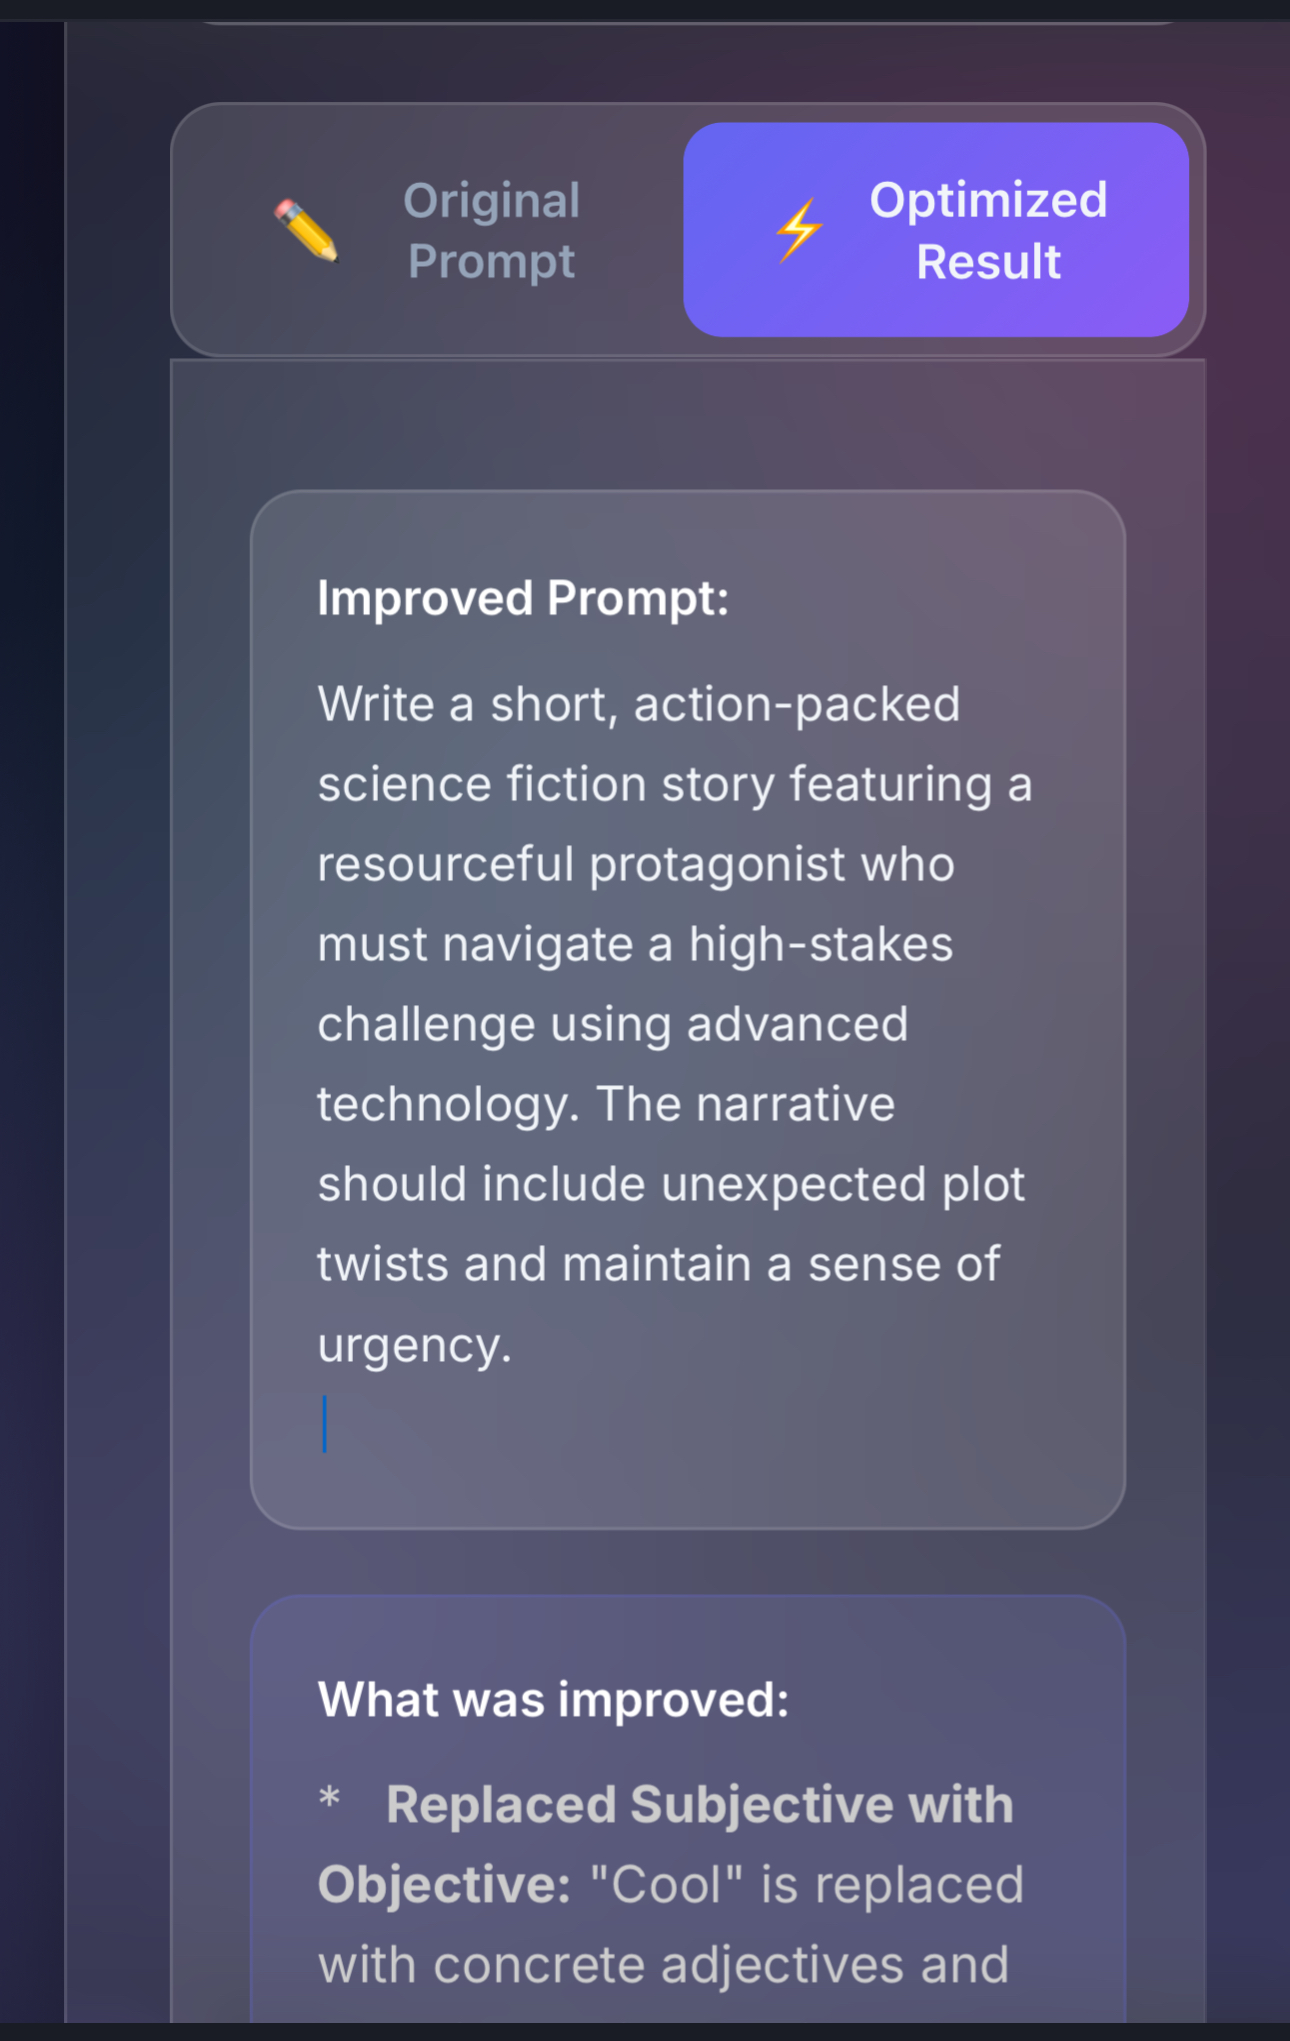 Original
Prompt
Optimized
Result
Improved Prompt:
Write a short, action-packed
science fiction story featuring a
resourceful protagonist who
must navigate a high-stakes
challenge using advanced
technology. The narrative
should include unexpected plot
twists and maintain a sense of
urgency.
What was improved:
* Replaced Subjective with
Objective: "Cool" is replaced
with concrete adjectives and